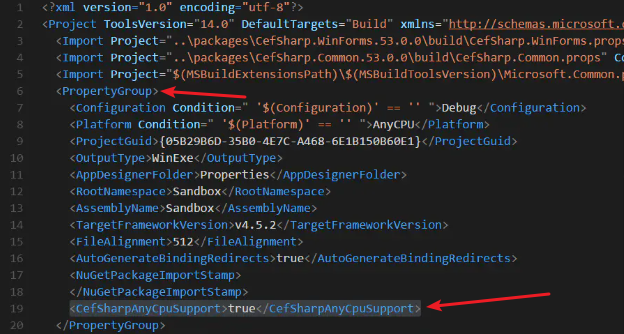 1 <?xml version="1.0" encoding="utf-8"?>
2 <Project ToolsVersion="14.0" DefaultTargets="Build" xmlns="http://schemas.microsoft.c
3 <Import Project="..\packages\CefSharp.WinForms.53.0.0\build\CefSharp.WinForms.props
4 <Import Project="..\packages\CefSharp.Common.53.0.0\build\CefSharp.Common.props" Co
5 <Import Project="$(MSBuildExtensionsPath)\$(MSBuildToolsVersion)\Microsoft.Common.p
6 <PropertyGroup>
7 <Configuration Condition=" '$(Configuration)' == '' ">Debug</Configuration>
8 <Platform Condition=" '$(Platform)' == '' ">AnyCPU</Platform>
9 <ProjectGuid>{05B29B6D-35B0-4E7C-A468-6E1B150B60E1}</ProjectGuid>
10 <OutputType>WinExe</OutputType>
11 <AppDesignerFolder>Properties</AppDesignerFolder>
12 <RootNamespace>Sandbox</RootNamespace>
13 <AssemblyName>Sandbox</AssemblyName>
14 <TargetFrameworkVersion>v4.5.2</TargetFrameworkVersion>
15 <FileAlignment>512</FileAlignment>
16 <AutoGenerateBindingRedirects>true</AutoGenerateBindingRedirects>
17 <NuGetPackageImportStamp>
18 </NuGetPackageImportStamp>
19 <CefSharpAnyCpuSupport>true</CefSharpAnyCpuSupport>
20 </PropertyGroup>